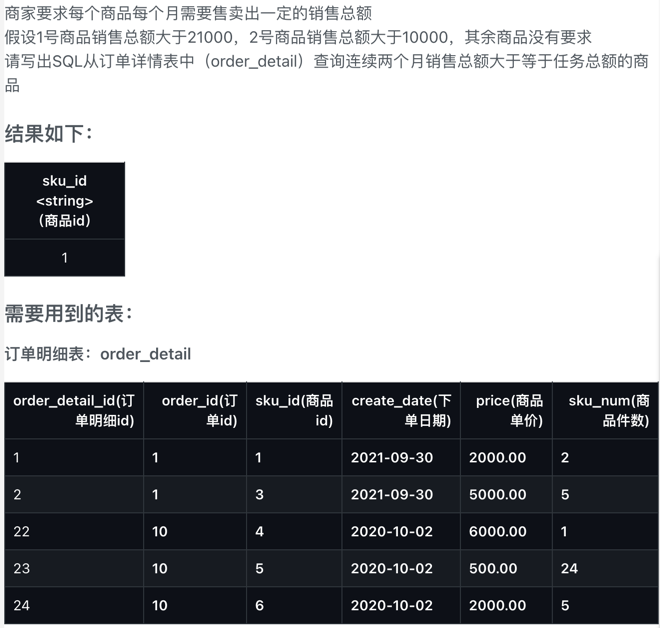 商家要求每个商品每个月需要售卖出一定的销售总额
假设1号商品销售总额大于21000，2号商品销售总额大于10000，其余商品没有要求
请写出SQL从订单详情表中（order_detail）查询连续两个月销售总额大于等于任务总额的商
品
结果如下：
sku_id
<string>
（商品id）
1
需要用到的表：
订单明细表：order_detail
order_detail_id(订单明细id) order_id(订单id) sku_id(商品id) create_date(下单日期) price(商品单价) sku_num(商品件数)
1 1 1 2021-09-30 2000.00 2
2 1 3 2021-09-30 5000.00 5
22 10 4 2020-10-02 6000.00 1
23 10 5 2020-10-02 500.00 24
24 10 6 2020-10-02 2000.00 5